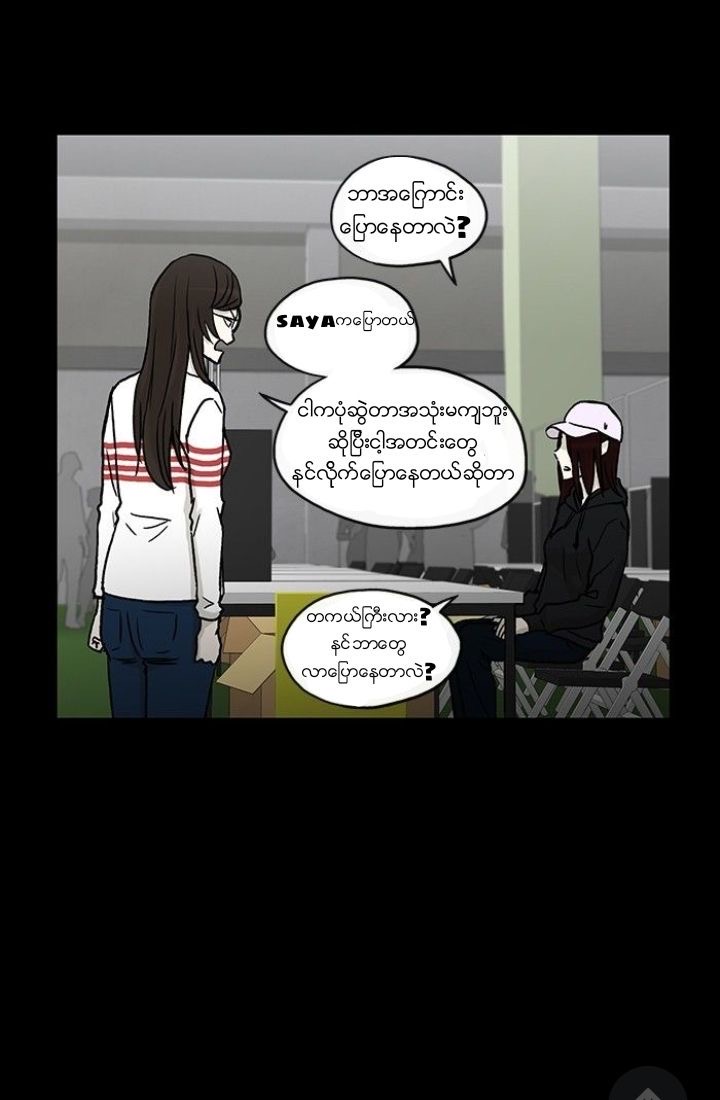 ဘာအကြောင်း
ပြောနေတာလဲ?
SAYAကပြောတယ်
ငါကပုံဆွဲတာအသုံးမကျဘူး
ဆိုပြီးငါ့အတင်းတွေ
နင်လိုက်ပြောနေတယ်ဆိုတာ
တကယ်ကြီးလား?
နင်ဘာတွေ
လာပြောနေတာလဲ?